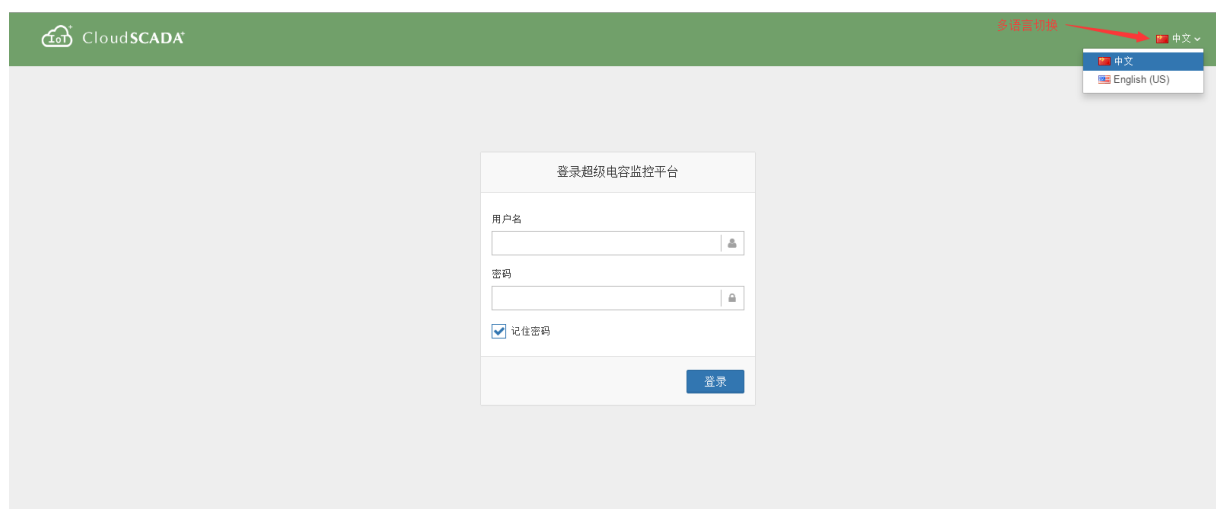 IoT CloudSCADA
多语言切换
中文
中文
English (US)
登录超级电容监控平台
用户名
密码
记住密码
登录